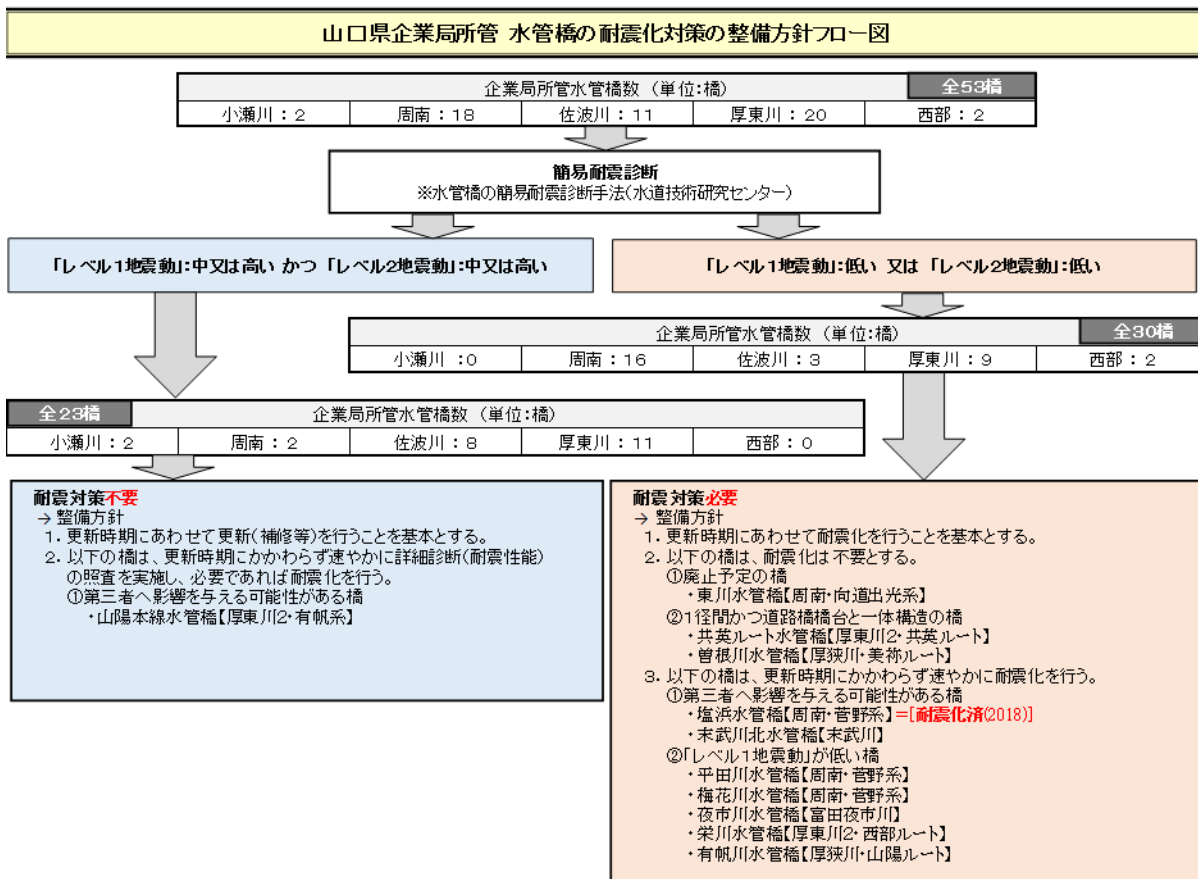 山口県企業局所管 水管橋の耐震化対策の整備方針フロー図
企業局所管水管橋数 (単位:橋) 全53橋
小瀬川:2 周南:18 佐波川:11 厚東川:20 西部:2
簡易耐震診断
※水管橋の簡易耐震診断手法(水道技術研究センター)
「レベル1地震動」:中又は高い かつ 「レベル2地震動」:中又は高い
「レベル1地震動」:低い 又は 「レベル2地震動」:低い
企業局所管水管橋数 (単位:橋) 全30橋
小瀬川:0 周南:16 佐波川:3 厚東川:9 西部:2
全23橋 企業局所管水管橋数 (単位:橋)
小瀬川:2 周南:2 佐波川:8 厚東川:11 西部:0
耐震対策不要
→ 整備方針
1. 更新時期にあわせて更新(補修等)を行うことを基本とする。
2. 以下の橋は、更新時期にかかわらず速やかに詳細診断(耐震性能)
の照査を実施し、必要であれば耐震化を行う。
①第三者へ影響を与える可能性がある橋
・山陽本線水管橋【厚東川2・有帆系】
耐震対策必要
→ 整備方針
1. 更新時期にあわせて耐震化を行うことを基本とする。
2. 以下の橋は、耐震化は不要とする。
①廃止予定の橋
・東川水管橋【周南・向道出光系】
②1径間かつ道路橋橋台と一体構造の橋
・共英ルート水管橋【厚東川2・共英ルート】
・曽根川水管橋【厚狭川・美祢ルート】
3. 以下の橋は、更新時期にかかわらず速やかに耐震化を行う。
①第三者へ影響を与える可能性がある橋
・塩浜水管橋【周南・菅野系】=[耐震化済(2018)]
・末武川北水管橋【末武川】
②「レベル1地震動」が低い橋
・平田川水管橋【周南・菅野系】
・梅花川水管橋【周南・菅野系】
・夜市川水管橋【富田夜市川】
・栄川水管橋【厚東川2・西部ルート】
・有帆川水管橋【厚狭川・山陽ルート】